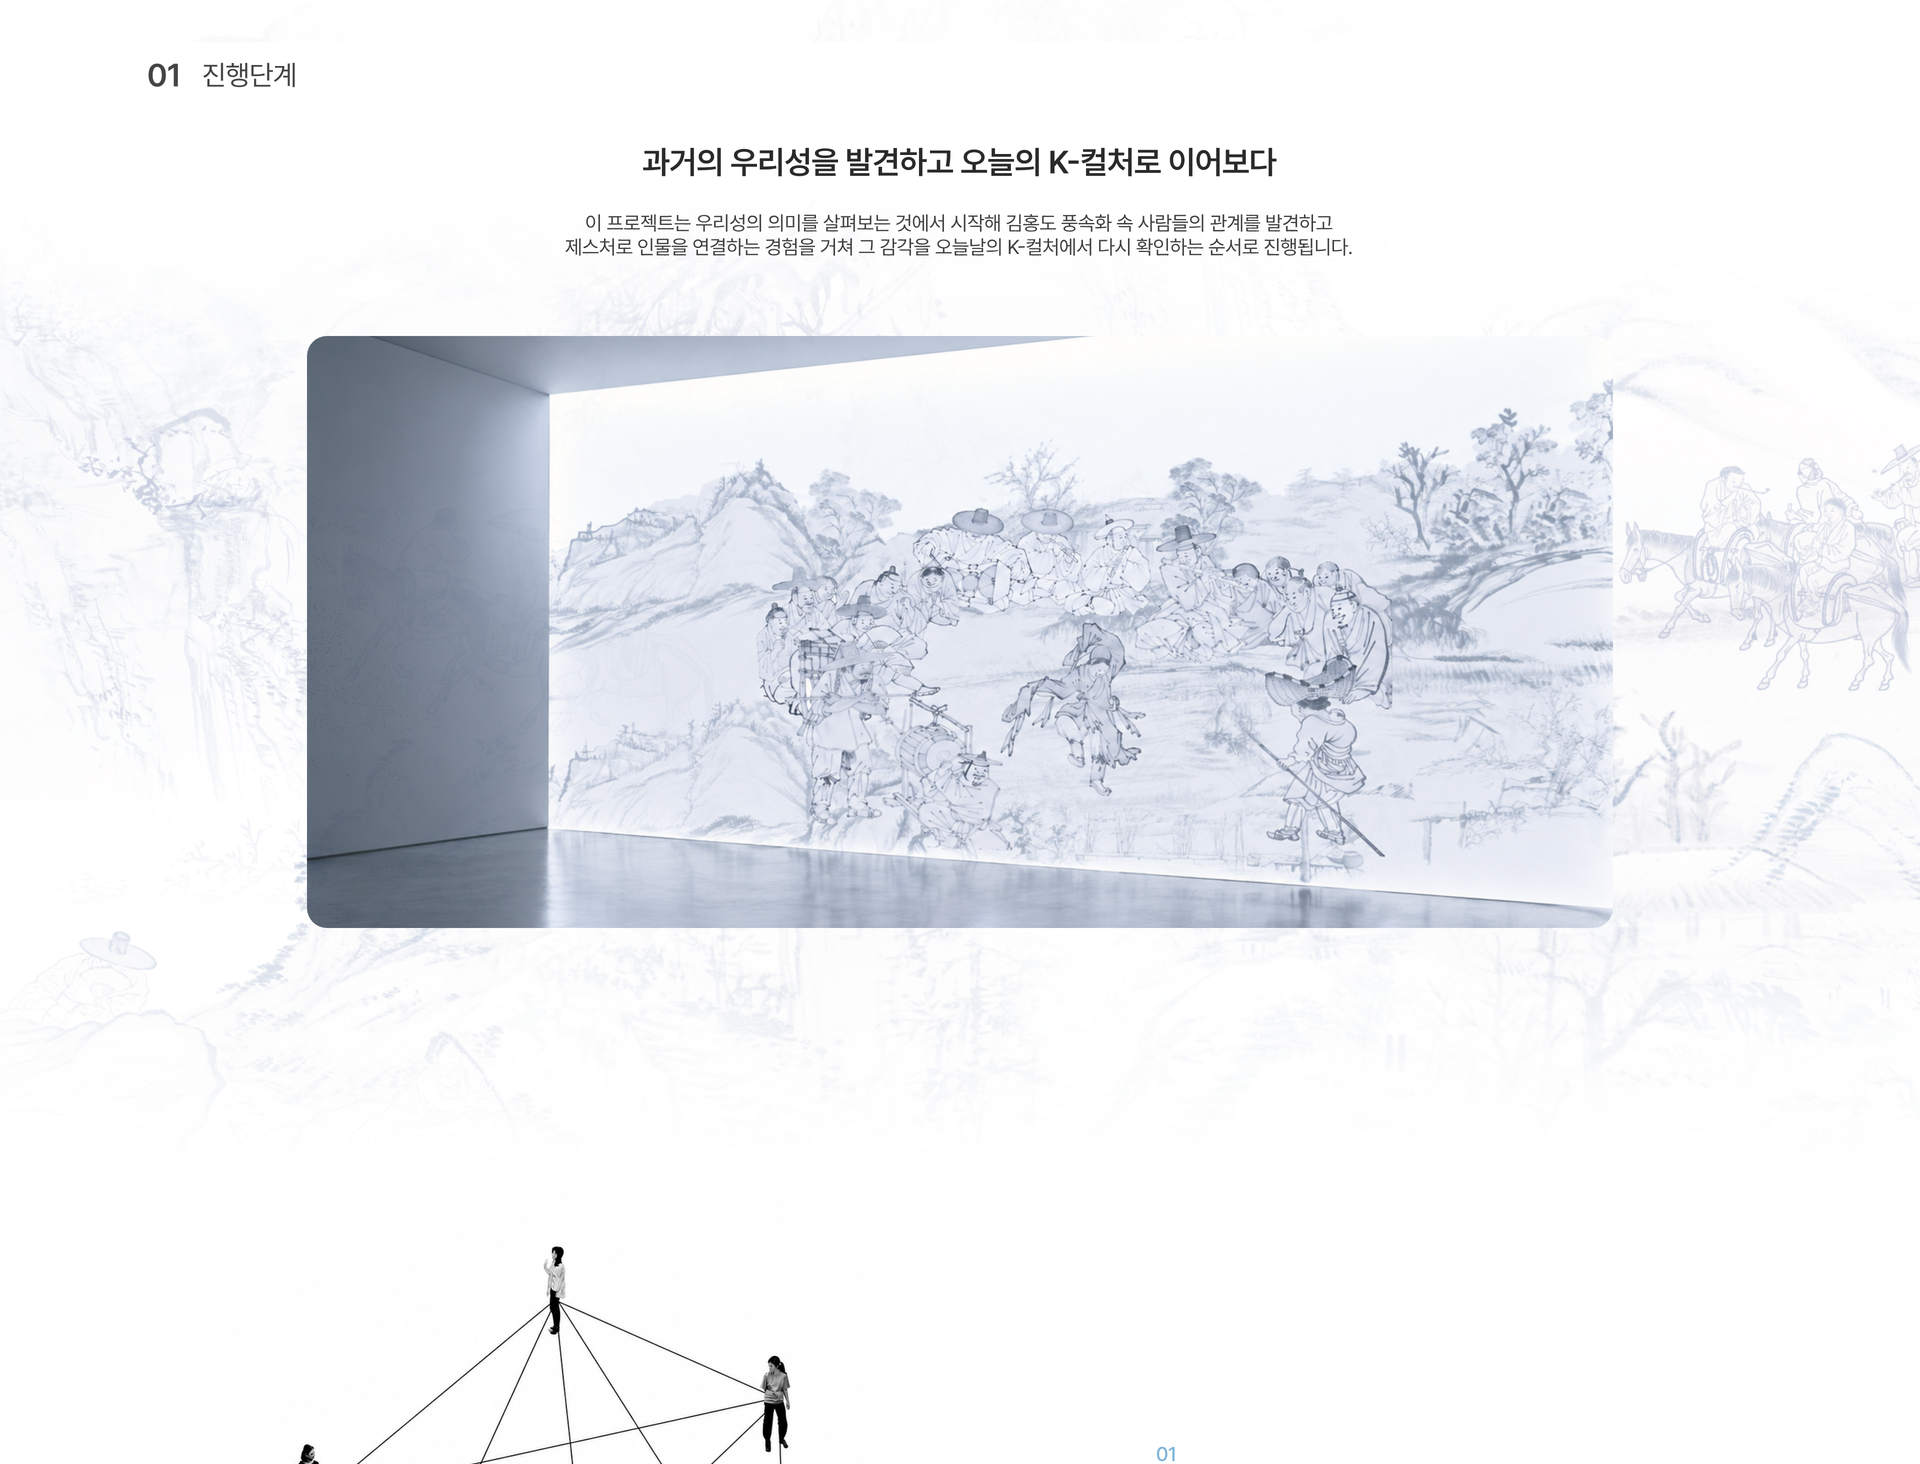 01 진행단계
과거의 우리성을 발견하고 오늘의 K-컬처로 이어보다
이 프로젝트는 우리성의 의미를 살펴보는 것에서 시작해 김홍도 풍속화 속 사람들의 관계를 발견하고
제스처로 인물을 연결하는 경험을 거쳐 그 감각을 오늘날의 K-컬처에서 다시 확인하는 순서로 진행됩니다.
01